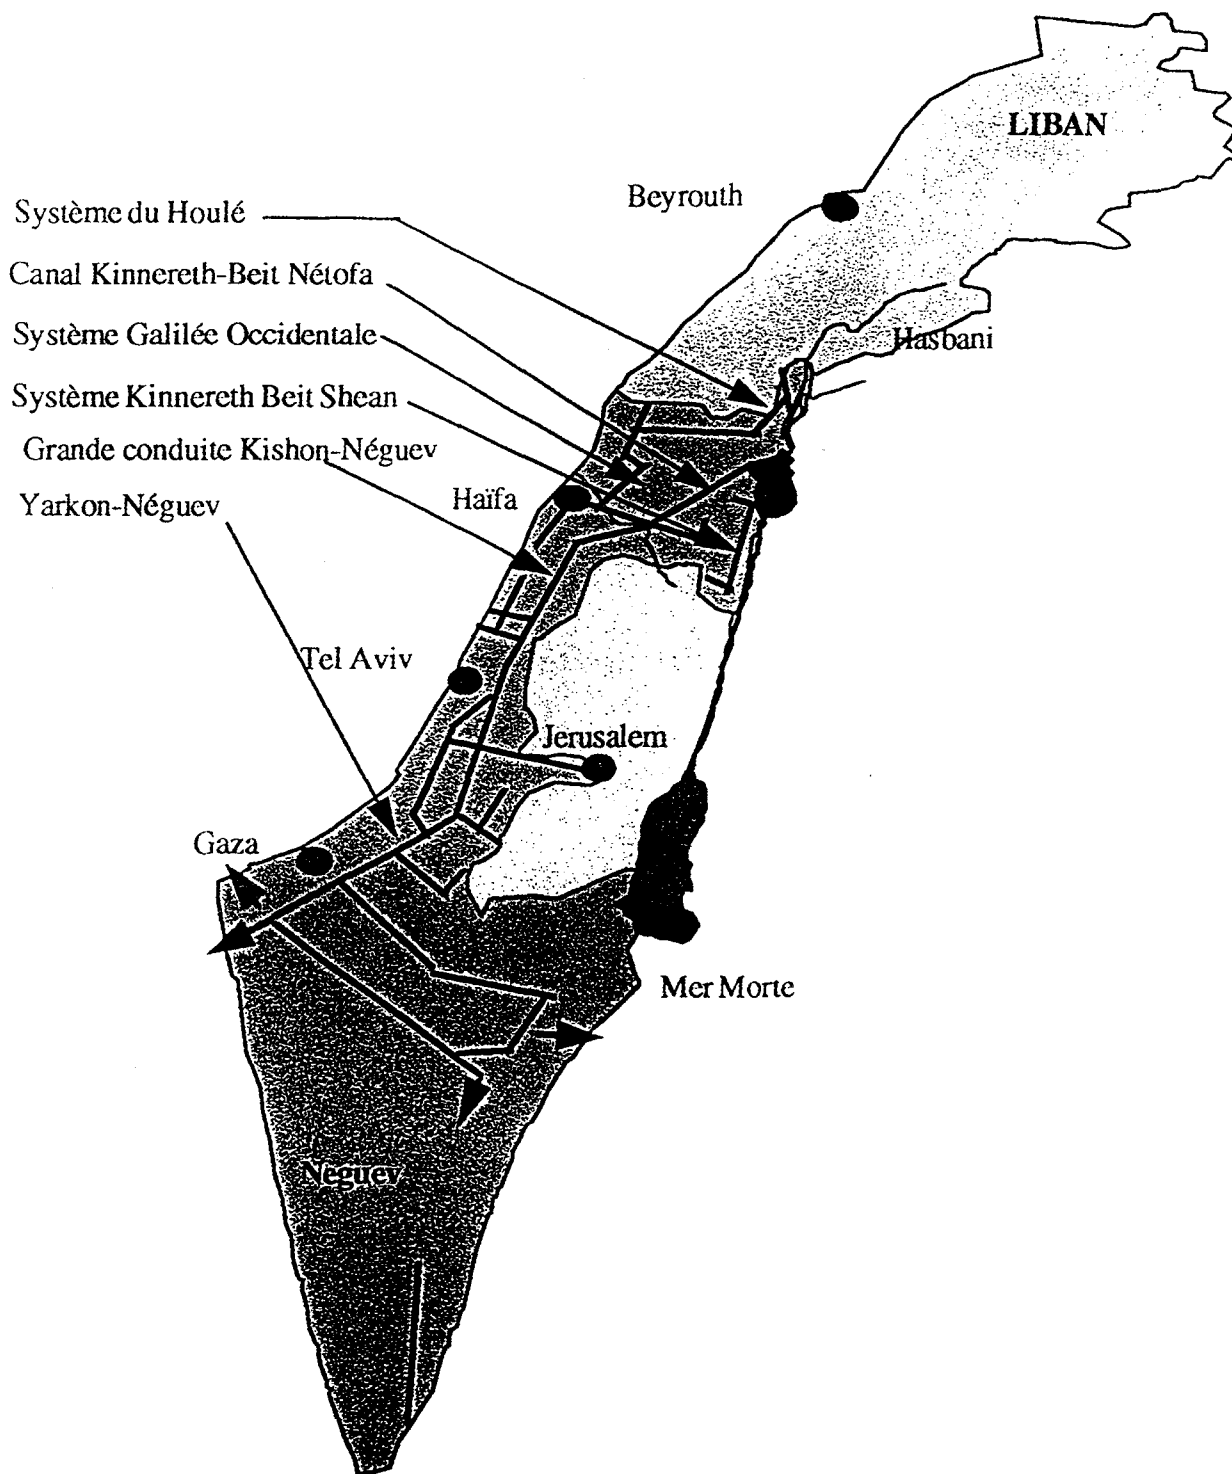 LIBAN
Beyrouth
Système du Houlé
Canal Kinnereth-Beit Nétofa
Système Galilée Occidentale
Hasbani
Système Kinnereth Beit Shean
Grande conduite Kishon-Néguev
Haïfa
Yarkon-Néguev
Tel Aviv
Jerusalem
Gaza
Mer Morte
Néguev